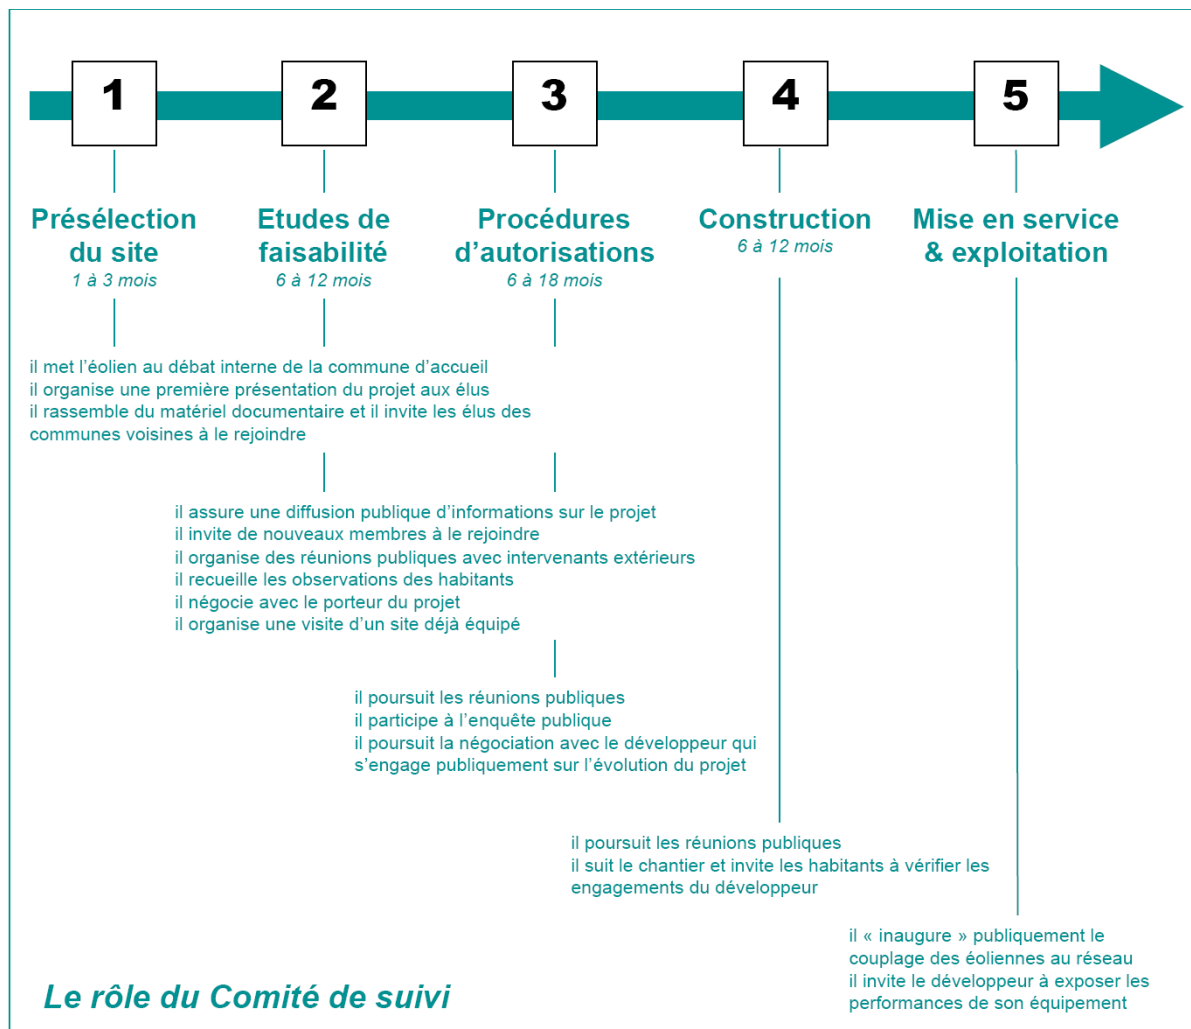 1
2
3
4
5
Présélection
du site
1 à 3 mois
Etudes de
faisabilité
6 à 12 mois
Procédures
d’autorisations
6 à 18 mois
Construction
6 à 12 mois
Mise en service
& exploitation
il met l’éolien au débat interne de la commune d’accueil
il organise une première présentation du projet aux élus
il rassemble du matériel documentaire et il invite les élus des
communes voisines à le rejoindre
il assure une diffusion publique d’informations sur le projet
il invite de nouveaux membres à le rejoindre
il organise des réunions publiques avec intervenants extérieurs
il recueille les observations des habitants
il négocie avec le porteur du projet
il organise une visite d’un site déjà équipé
il poursuit les réunions publiques
il participe à l’enquête publique
il poursuit la négociation avec le développeur qui
s’engage publiquement sur l’évolution du projet
il poursuit les réunions publiques
il suit le chantier et invite les habitants à vérifier les
engagements du développeur
il « inaugure » publiquement le
couplage des éoliennes au réseau
il invite le développeur à exposer les
performances de son équipement
Le rôle du Comité de suivi